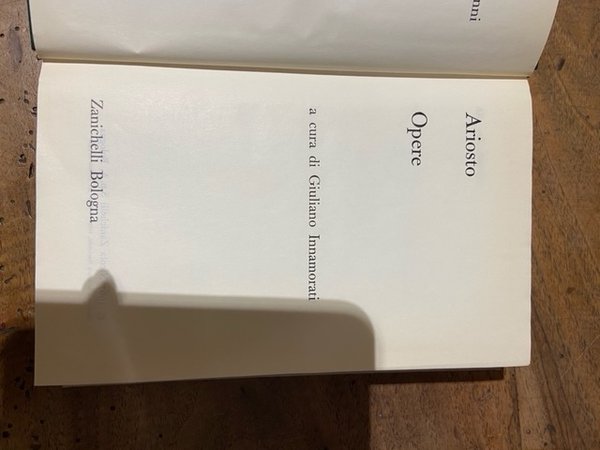 Ariosto
Opere
a cura di Giuliano Innamorati
Zanichelli Bologna